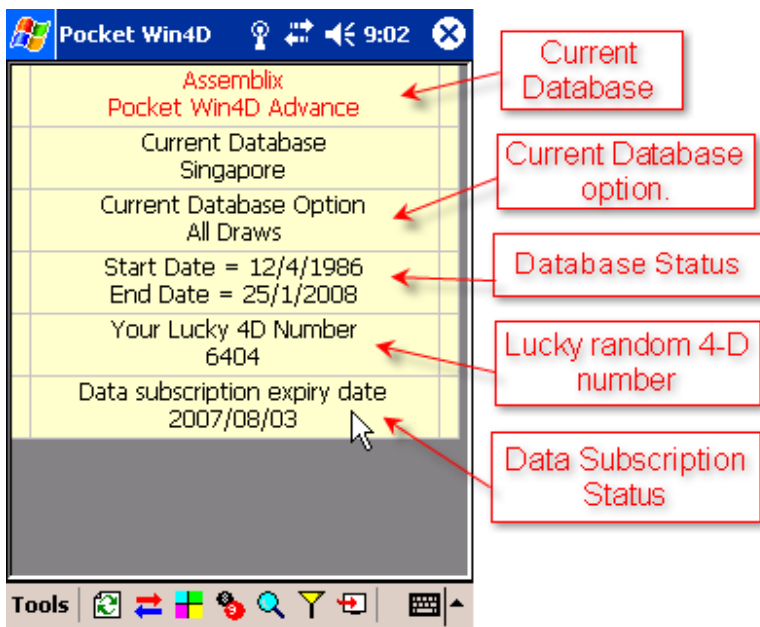 Pocket Win4D 9:02
Assemblix
Pocket Win4D Advance
Current Database
Singapore
Current Database Option
All Draws
Start Date = 12/4/1986
End Date = 25/1/2008
Your Lucky 4D Number
6404
Data subscription expiry date
2007/08/03
Tools
Current
Database
Current Database
option.
Database Status
Lucky random 4-D
number
Data Subscription
Status